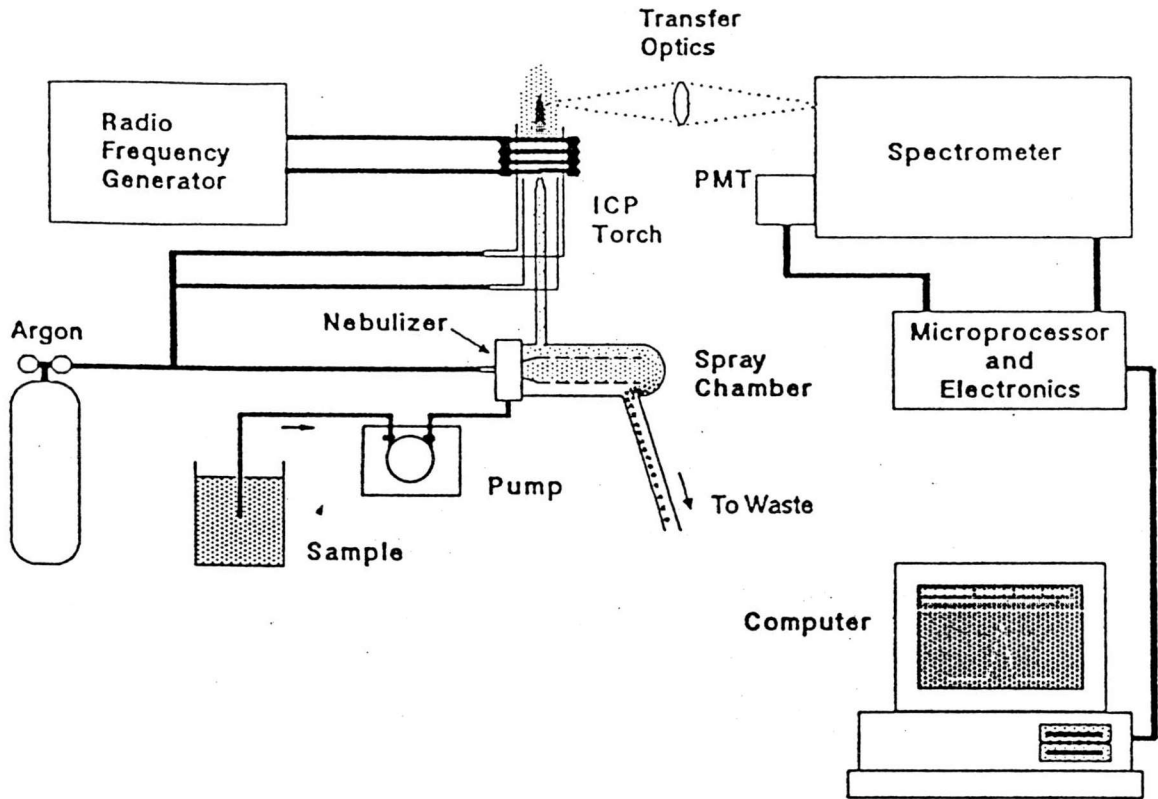 Transfer
Optics
Radio
Frequency
Generator
Spectrometer
PMT
ICP
Torch
Nebulizer
Argon
Microprocessor
and
Electronics
Spray
Chamber
Pump
To Waste
Sample
Computer